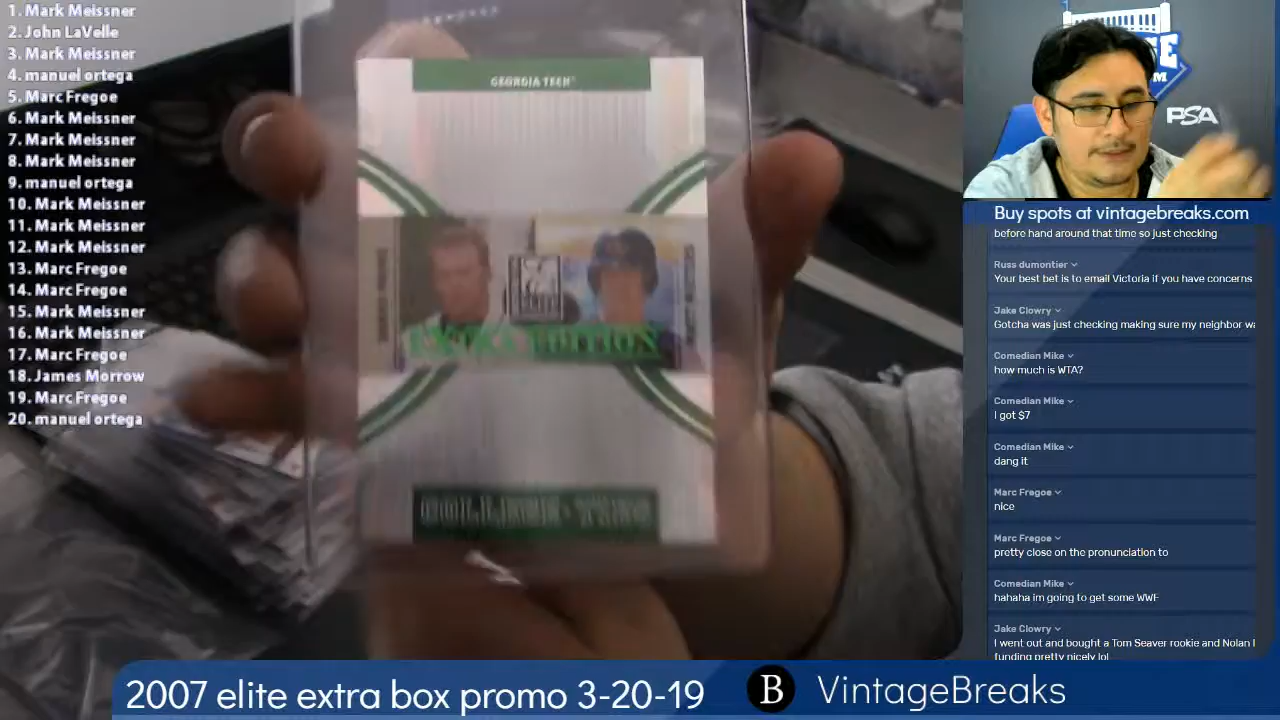 1. Mark Meissner
2. John LaVelle
3. Mark Meissner
4. manuel ortega
5. Marc Fregoe
6. Mark Meissner
7. Mark Meissner
8. Mark Meissner
9. manuel ortega
10. Mark Meissner
11. Mark Meissner
12. Mark Meissner
13. Marc Fregoe
14. Marc Fregoe
15. Mark Meissner
16. Mark Meissner
17. Marc Fregoe
18. James Morrow
19. Marc Fregoe
20. manuel ortega
GEORGIA TECH
EXTRA EDITION
PSA
Buy spots at vintagebreaks.com
before hand around that time so just checking
Russ dumontier
Your best bet is to email Victoria if you have concerns
Jake Clowry
Gotcha was just checking making sure my neighbor wa
Comedian Mike
how much is WTA?
Comedian Mike
I got $7
Comedian Mike
dang it
Marc Fregoe
nice
Marc Fregoe
pretty close on the pronunciation to
Comedian Mike
hahaha im going to get some WWF
Jake Clowry
I went out and bought a Tom Seaver rookie and Nolan
funding pretty nicely lol
2007 elite extra box promo 3-20-19
B VintageBreaks